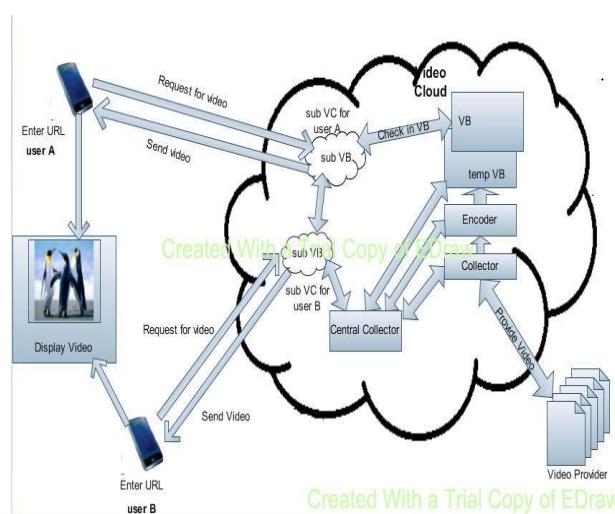 Video
Cloud
Request for video
sub VC for
user A
Check in VB
VB
Enter URL
user A
Send video
sub VB
temp VB
Encoder
Created With a Trial Copy of EDraw
sub VB
Collector
sub VC for
user B
Request for video
Central Collector
Provide Video
Display Video
Send Video
Enter URL
user B
Video Provider
Created With a Trial Copy of EDraw